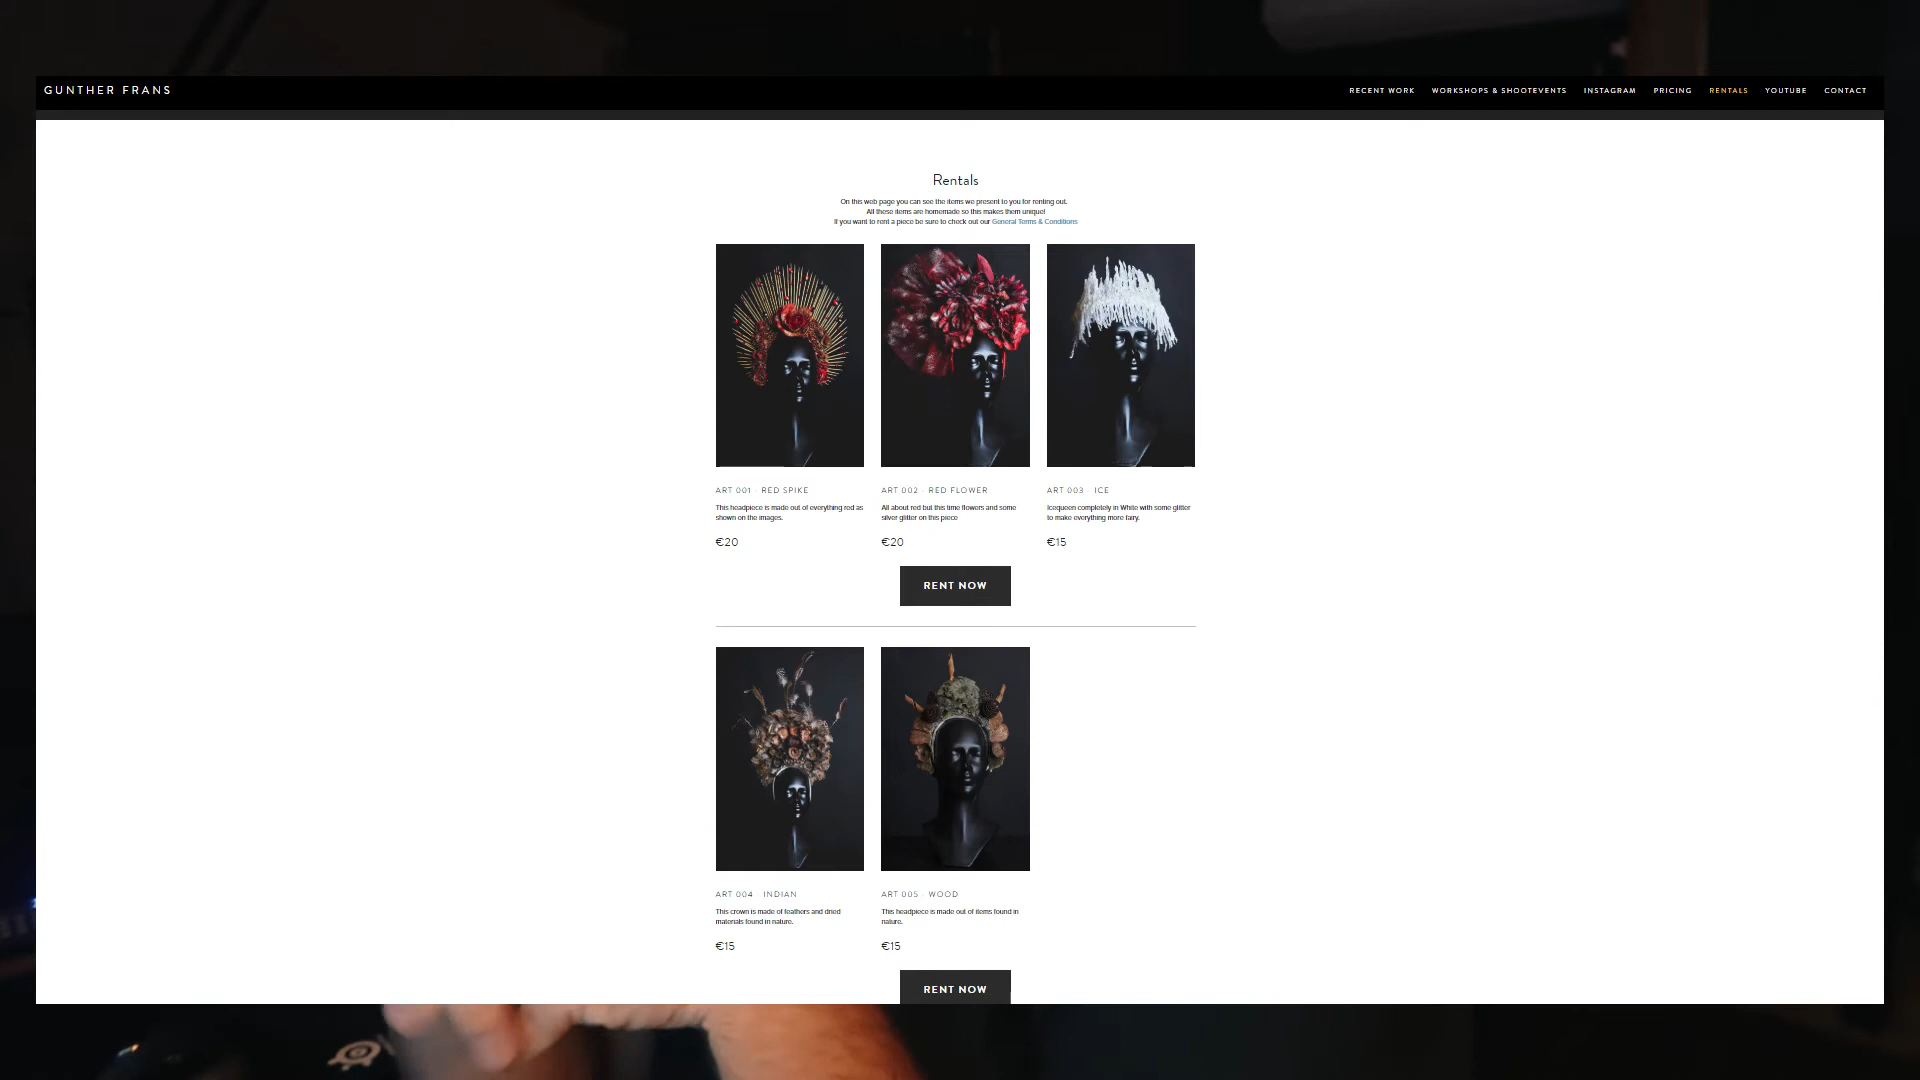 GUNTHER FRANS
RECENT WORK WORKSHOPS & SHOOTEVENTS INSTAGRAM PRICING RENTALS YOUTUBE CONTACT
Rentals
On this web page you can see the items we present to you for renting out.
All these items are homemade so this makes them unique!
If you want to rent a piece be sure to check out our General Terms & Conditions
ART 001 - RED SPIKE
This headpiece is made out of everything red as
shown on the images.
€20
ART 002 - RED FLOWER
All about red but this time flowers and some
silver glitter on this piece
€20
ART 003 - ICE
Icequeen completely in White with some glitter
to make everything more fairy.
€15
RENT NOW
ART 004 - INDIAN
This crown is made of feathers and dried
materials found in nature.
€15
ART 005 - WOOD
This headpiece is made out of items found in
nature.
€15
RENT NOW